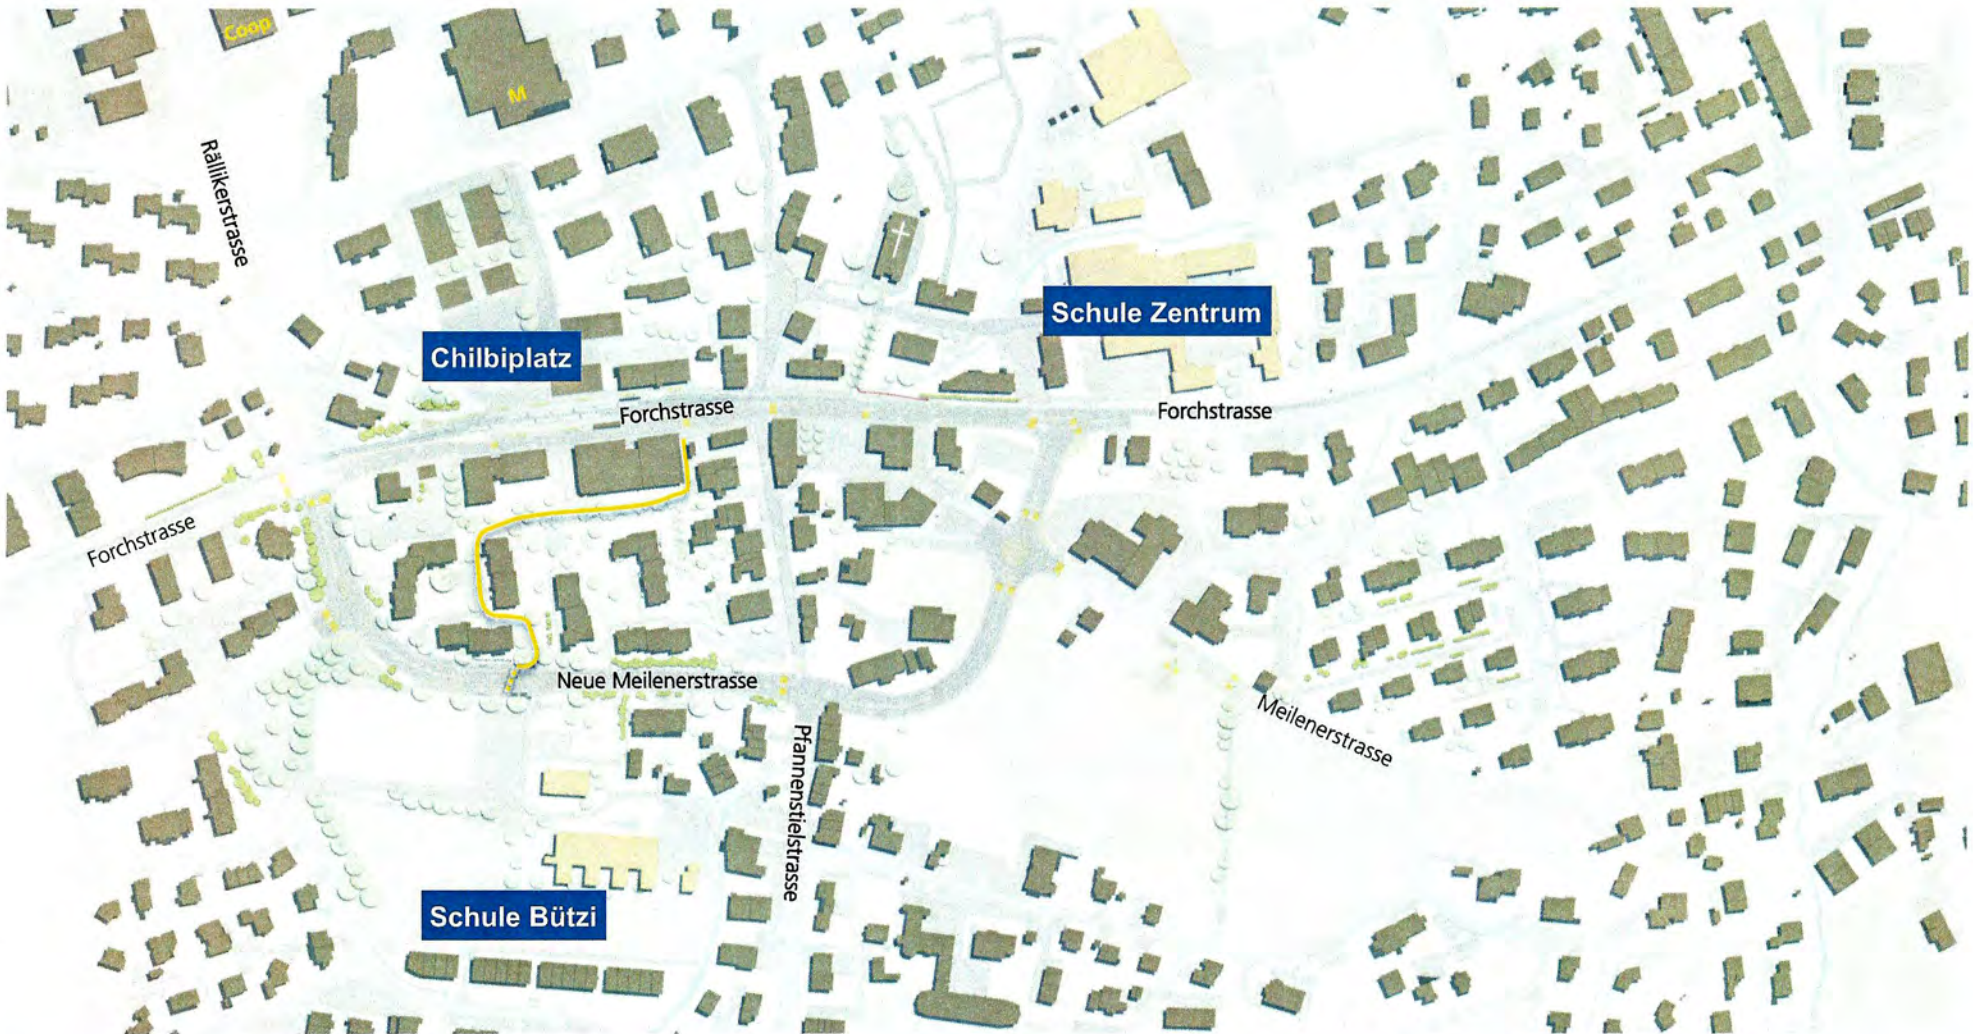 Coop
M
Rällikerstrasse
Schule Zentrum
Chilbiplatz
Forchstrasse
Forchstrasse
Forchstrasse
Neue Meilenerstrasse
Meilenerstrasse
Pfannenstielstrasse
Schule Bützi